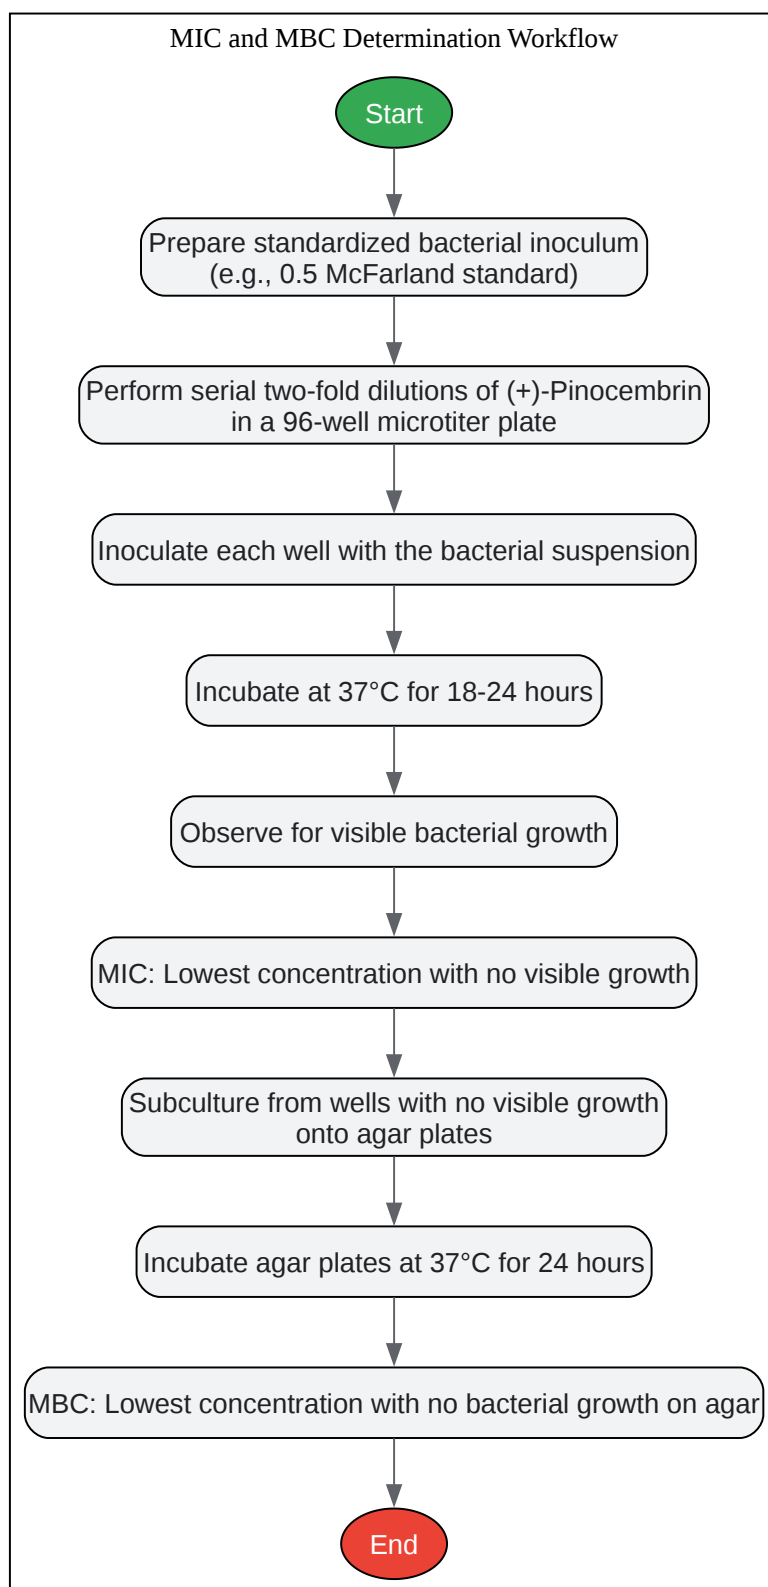 MIC and MBC Determination Workflow
Start
Prepare standardized bacterial inoculum
(e.g., 0.5 McFarland standard)
Perform serial two-fold dilutions of (+)-Pinocembrin
in a 96-well microtiter plate
Inoculate each well with the bacterial suspension
Incubate at 37°C for 18-24 hours
Observe for visible bacterial growth
MIC: Lowest concentration with no visible growth
Subculture from wells with no visible growth
onto agar plates
Incubate agar plates at 37°C for 24 hours
MBC: Lowest concentration with no bacterial growth on agar
End